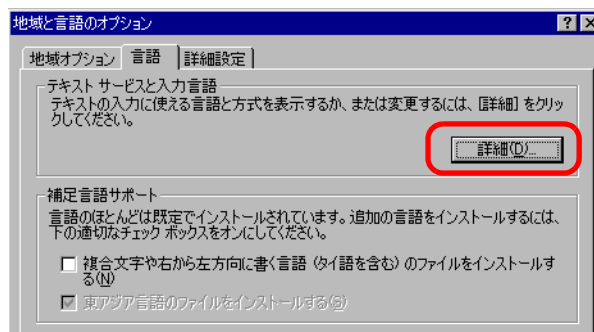 地域と言語のオプション
地域オプション 言語 詳細設定
テキスト サービスと入力言語
テキストの入力に使える言語と方式を表示するか、または変更するには、[詳細] をクリッ
クしてください。
詳細(D)...
補足言語サポート
言語のほとんどは既定でインストールされています。追加の言語をインストールするには、
下の適切なチェック ボックスをオンにしてください。
複合文字や右から左方向に書く言語 (タイ語を含む) のファイルをインストールす
る(N)
東アジア言語のファイルをインストールする(S)